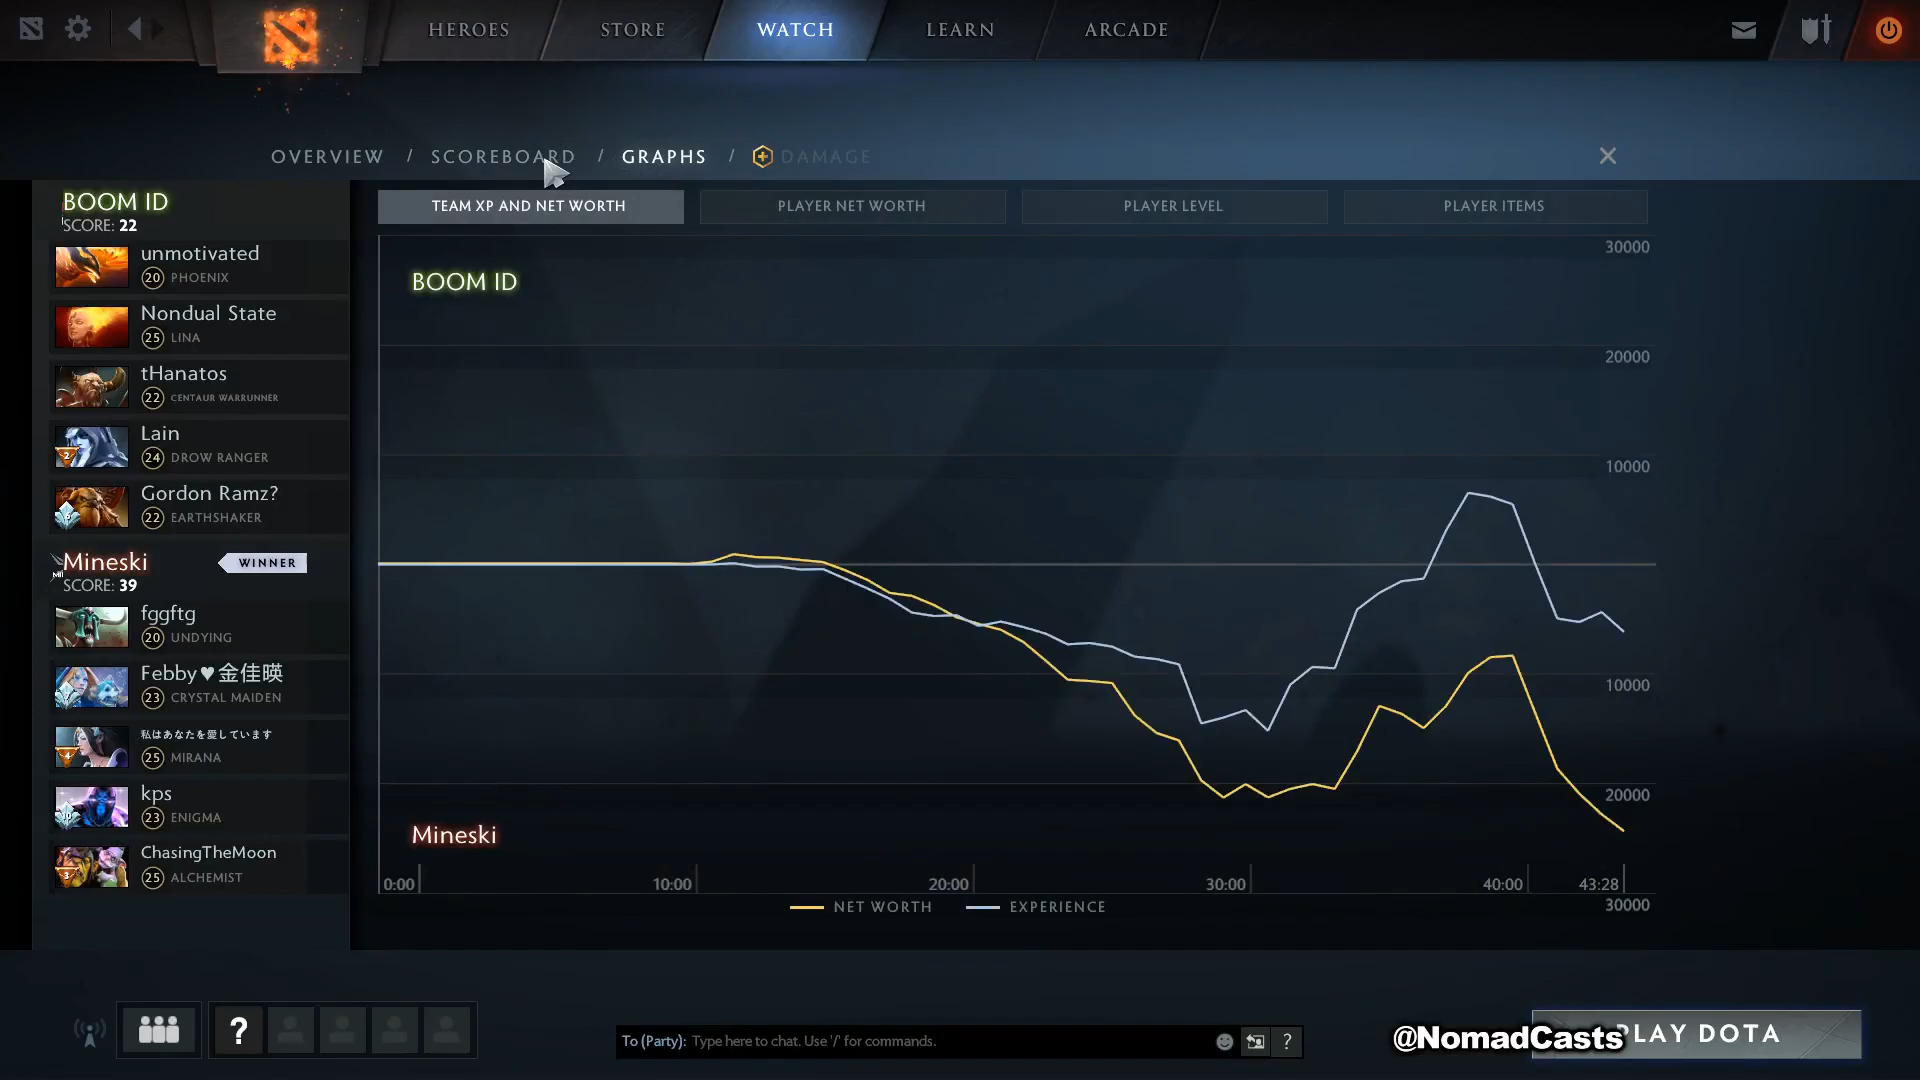 HEROES
STORE
WATCH
LEARN
ARCADE
OVERVIEW / SCOREBOARD / GRAPHS / DAMAGE
BOOM ID
SCORE: 22
unmotivated
20 PHOENIX
Nondual State
25 LINA
tHanatos
22 CENTAUR WARRUNNER
Lain
2
24 DROW RANGER
Gordon Ramz?
22 EARTHSHAKER
Mineski
WINNER
SCORE: 39
fggftg
20 UNDYING
Febby♥金佳暎
23 CRYSTAL MAIDEN
私はあなたを愛しています
4
25 MIRANA
kps
10
23 ENIGMA
ChasingTheMoon
3
25 ALCHEMIST
TEAM XP AND NET WORTH
PLAYER NET WORTH
PLAYER LEVEL
PLAYER ITEMS
BOOM ID
30000
20000
10000
10000
20000
30000
Mineski
0:00
10:00
20:00
30:00
40:00
43:28
NET WORTH
EXPERIENCE
?
To (Party): Type here to chat. Use '/' for commands.
?
@NomadCasts
LAY DOTA